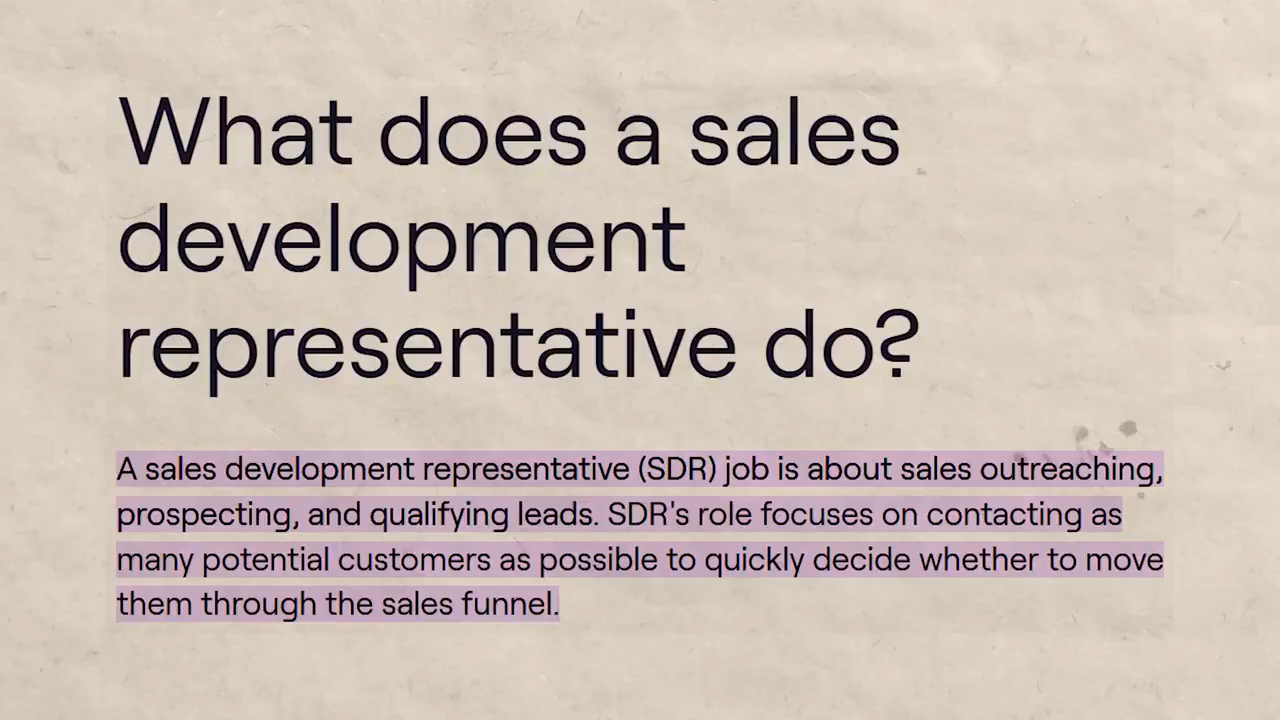 What does a sales
development
representative do?
A sales development representative (SDR) job is about sales outreaching,
prospecting, and qualifying leads. SDR's role focuses on contacting as
many potential customers as possible to quickly decide whether to move
them through the sales funnel.